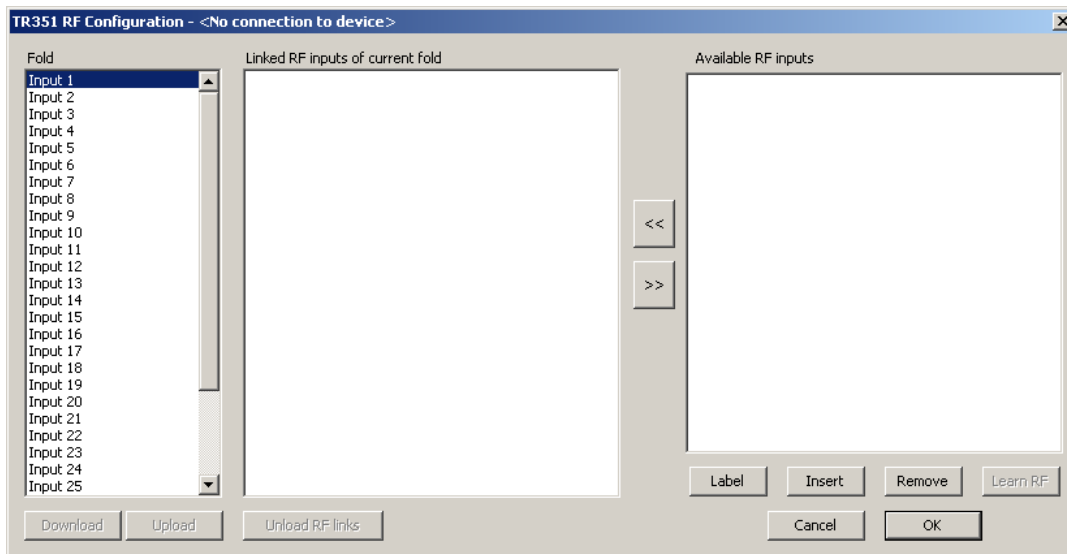 TR351 RF Configuration - <No connection to device>
Fold
Linked RF inputs of current fold
Available RF inputs
Input 1
Input 2
Input 3
Input 4
Input 5
Input 6
Input 7
Input 8
Input 9
Input 10
Input 11
Input 12
Input 13
Input 14
Input 15
Input 16
Input 17
Input 18
Input 19
Input 20
Input 21
Input 22
Input 23
Input 24
Input 25
<<
>>
Label
Insert
Remove
Learn RF
Download
Upload
Unload RF links
Cancel
OK